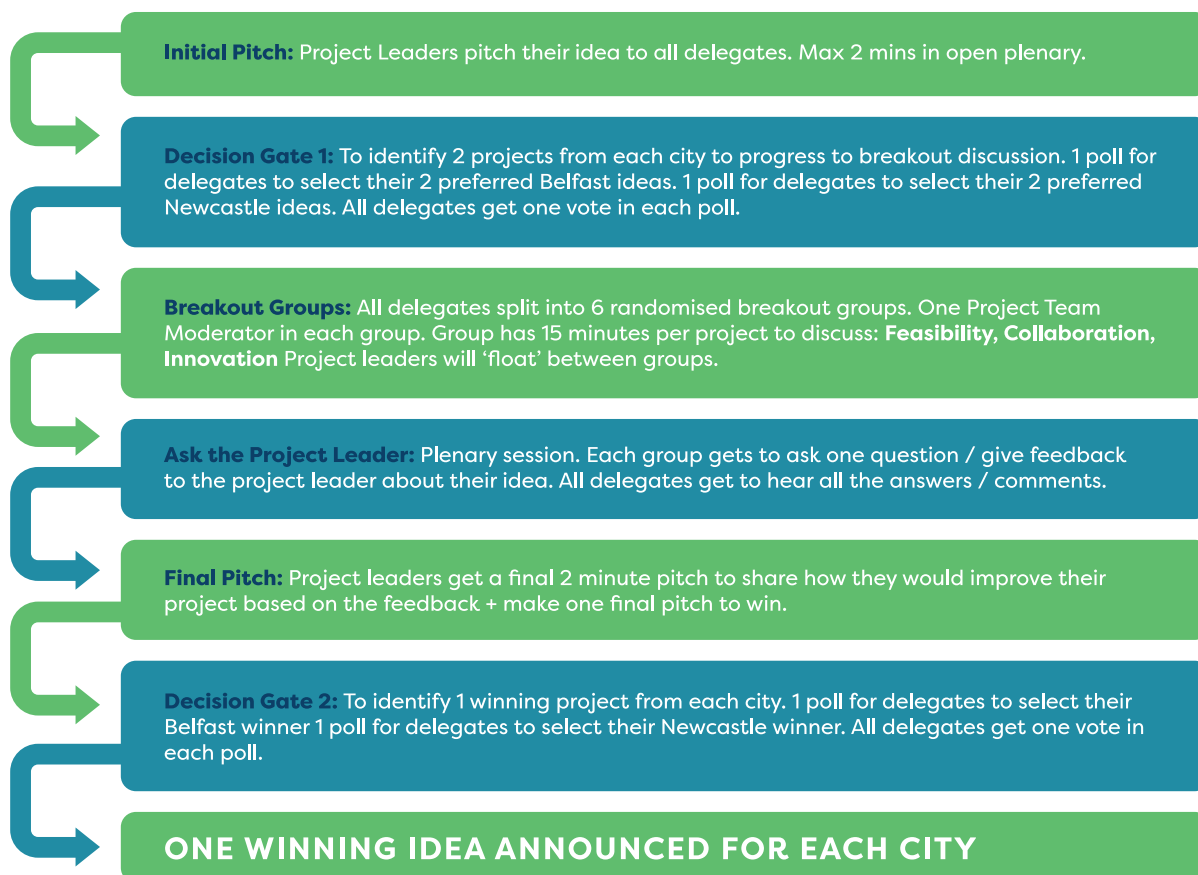 Initial Pitch: Project Leaders pitch their idea to all delegates. Max 2 mins in open plenary.
Decision Gate 1: To identify 2 projects from each city to progress to breakout discussion. 1 poll for
delegates to select their 2 preferred Belfast ideas. 1 poll for delegates to select their 2 preferred
Newcastle ideas. All delegates get one vote in each poll.
Breakout Groups: All delegates split into 6 randomised breakout groups. One Project Team
Moderator in each group. Group has 15 minutes per project to discuss: Feasibility, Collaboration,
Innovation Project leaders will ‘float’ between groups.
Ask the Project Leader: Plenary session. Each group gets to ask one question / give feedback
to the project leader about their idea. All delegates get to hear all the answers / comments.
Final Pitch: Project leaders get a final 2 minute pitch to share how they would improve their
project based on the feedback + make one final pitch to win.
Decision Gate 2: To identify 1 winning project from each city. 1 poll for delegates to select their
Belfast winner 1 poll for delegates to select their Newcastle winner. All delegates get one vote in
each poll.
ONE WINNING IDEA ANNOUNCED FOR EACH CITY